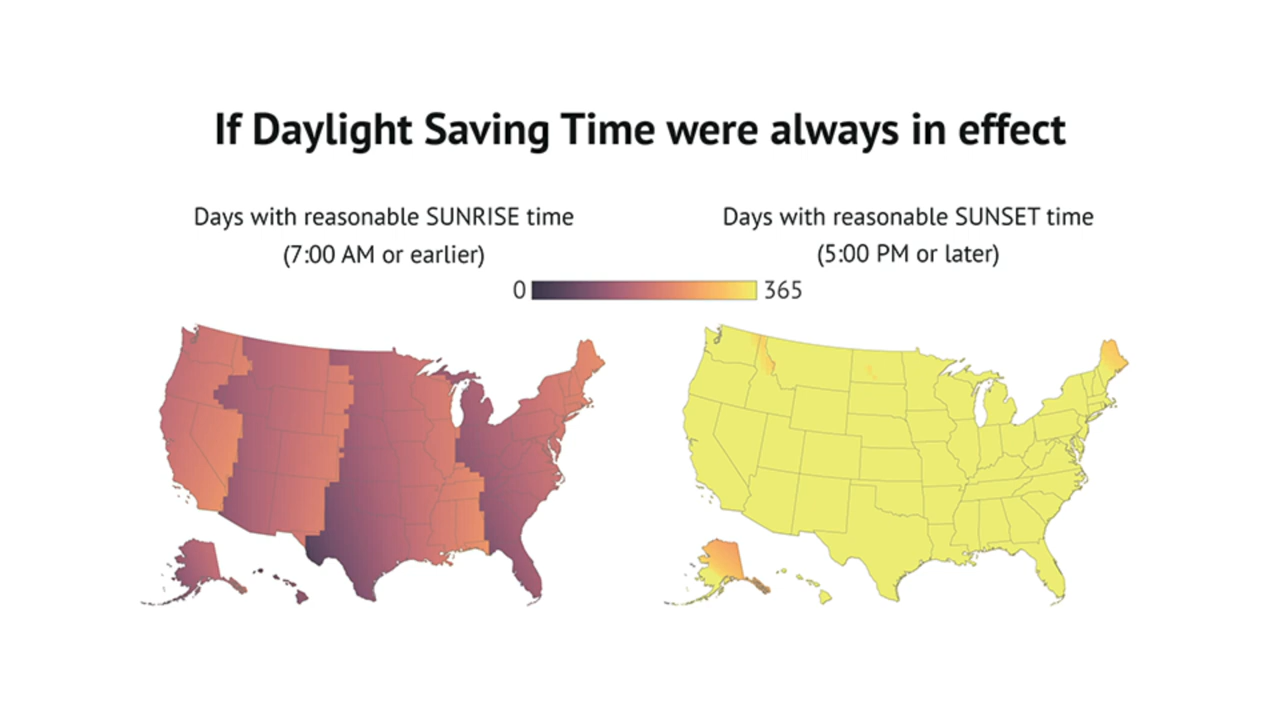 If Daylight Saving Time were always in effect
Days with reasonable SUNRISE time
(7:00 AM or earlier)
Days with reasonable SUNSET time
(5:00 PM or later)
0
365